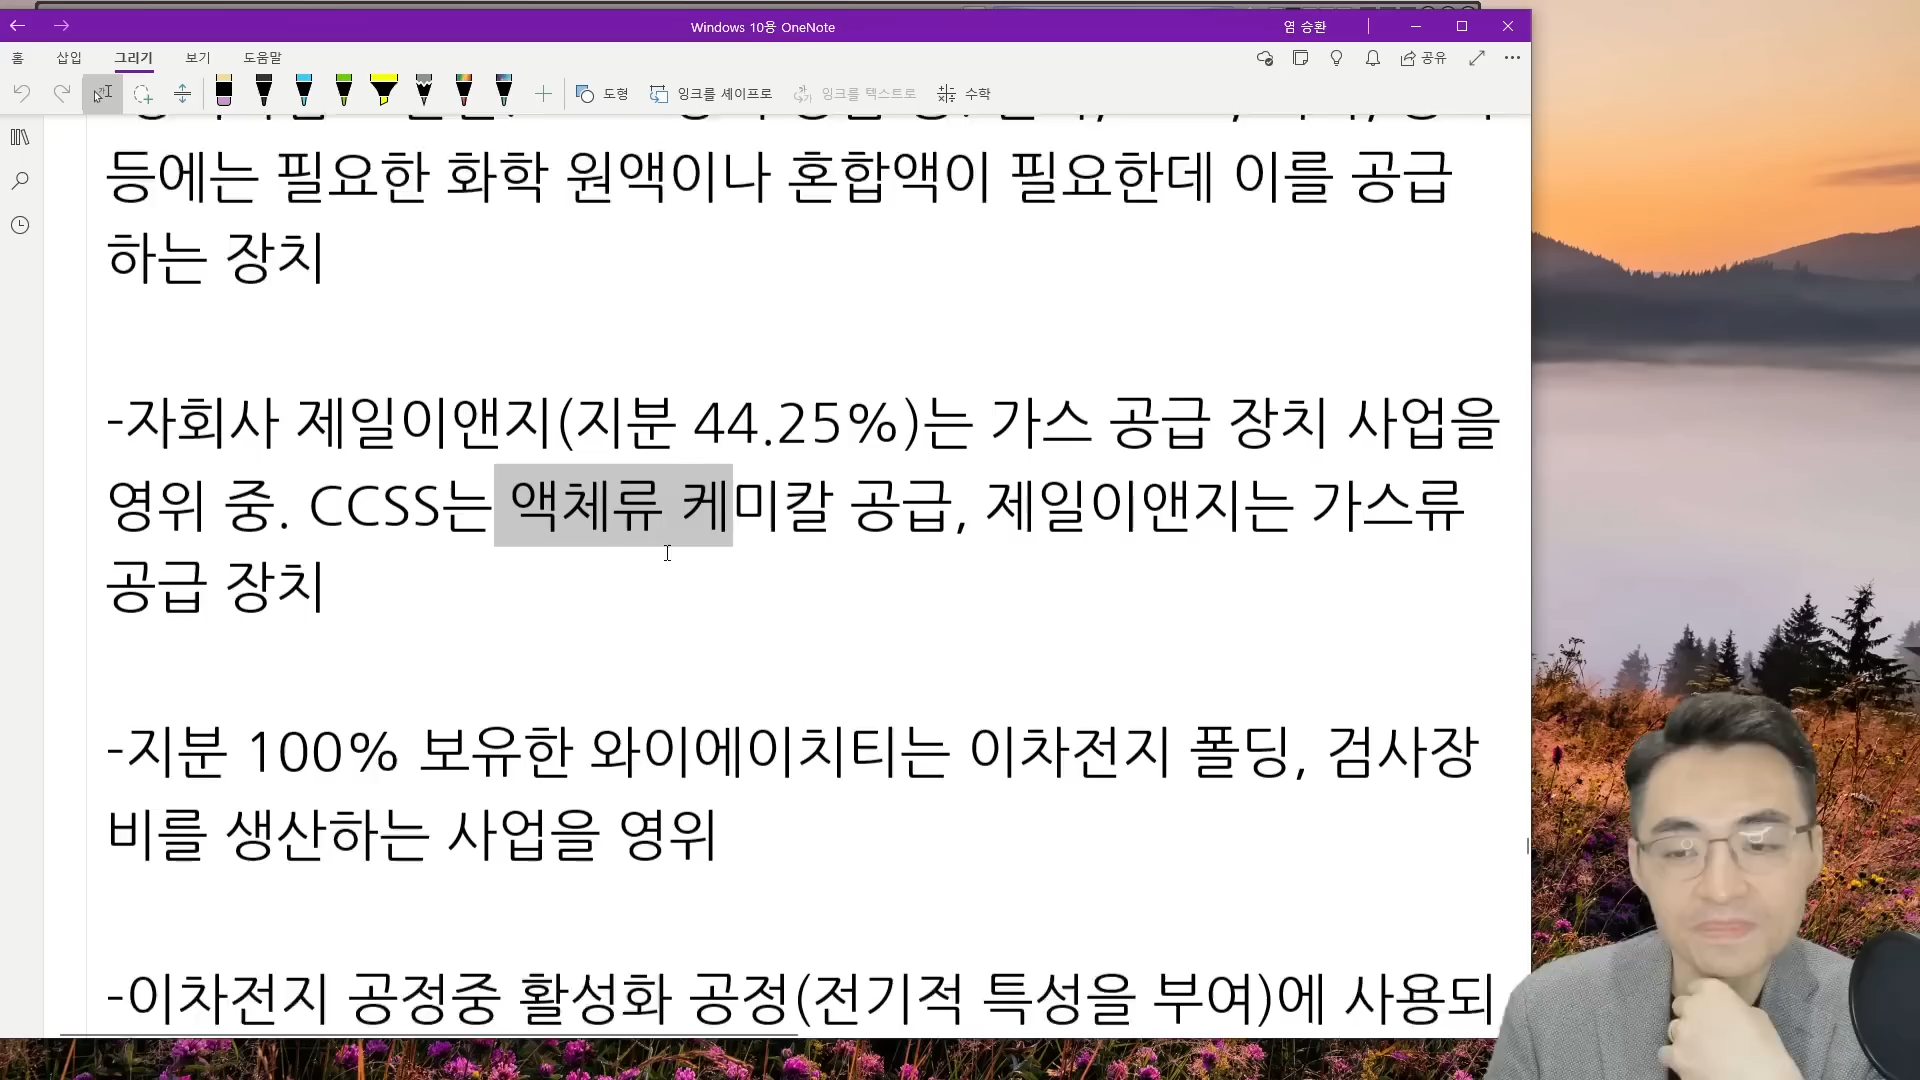 Windows 10용 OneNote
염 승환
홈 삽입 그리기 보기 도움말
공유
도형 잉크를 셰이프로 잉크를 텍스트로 수학
등에는 필요한 화학 원액이나 혼합액이 필요한데 이를 공급
하는 장치
-자회사 제일이앤지(지분 44.25%)는 가스 공급 장치 사업을
영위 중. CCSS는 액체류 케미칼 공급, 제일이앤지는 가스류
공급 장치
-지분 100% 보유한 와이에이치티는 이차전지 폴딩, 검사장
비를 생산하는 사업을 영위
-이차전지 공정중 활성화 공정(전기적 특성을 부여)에 사용되